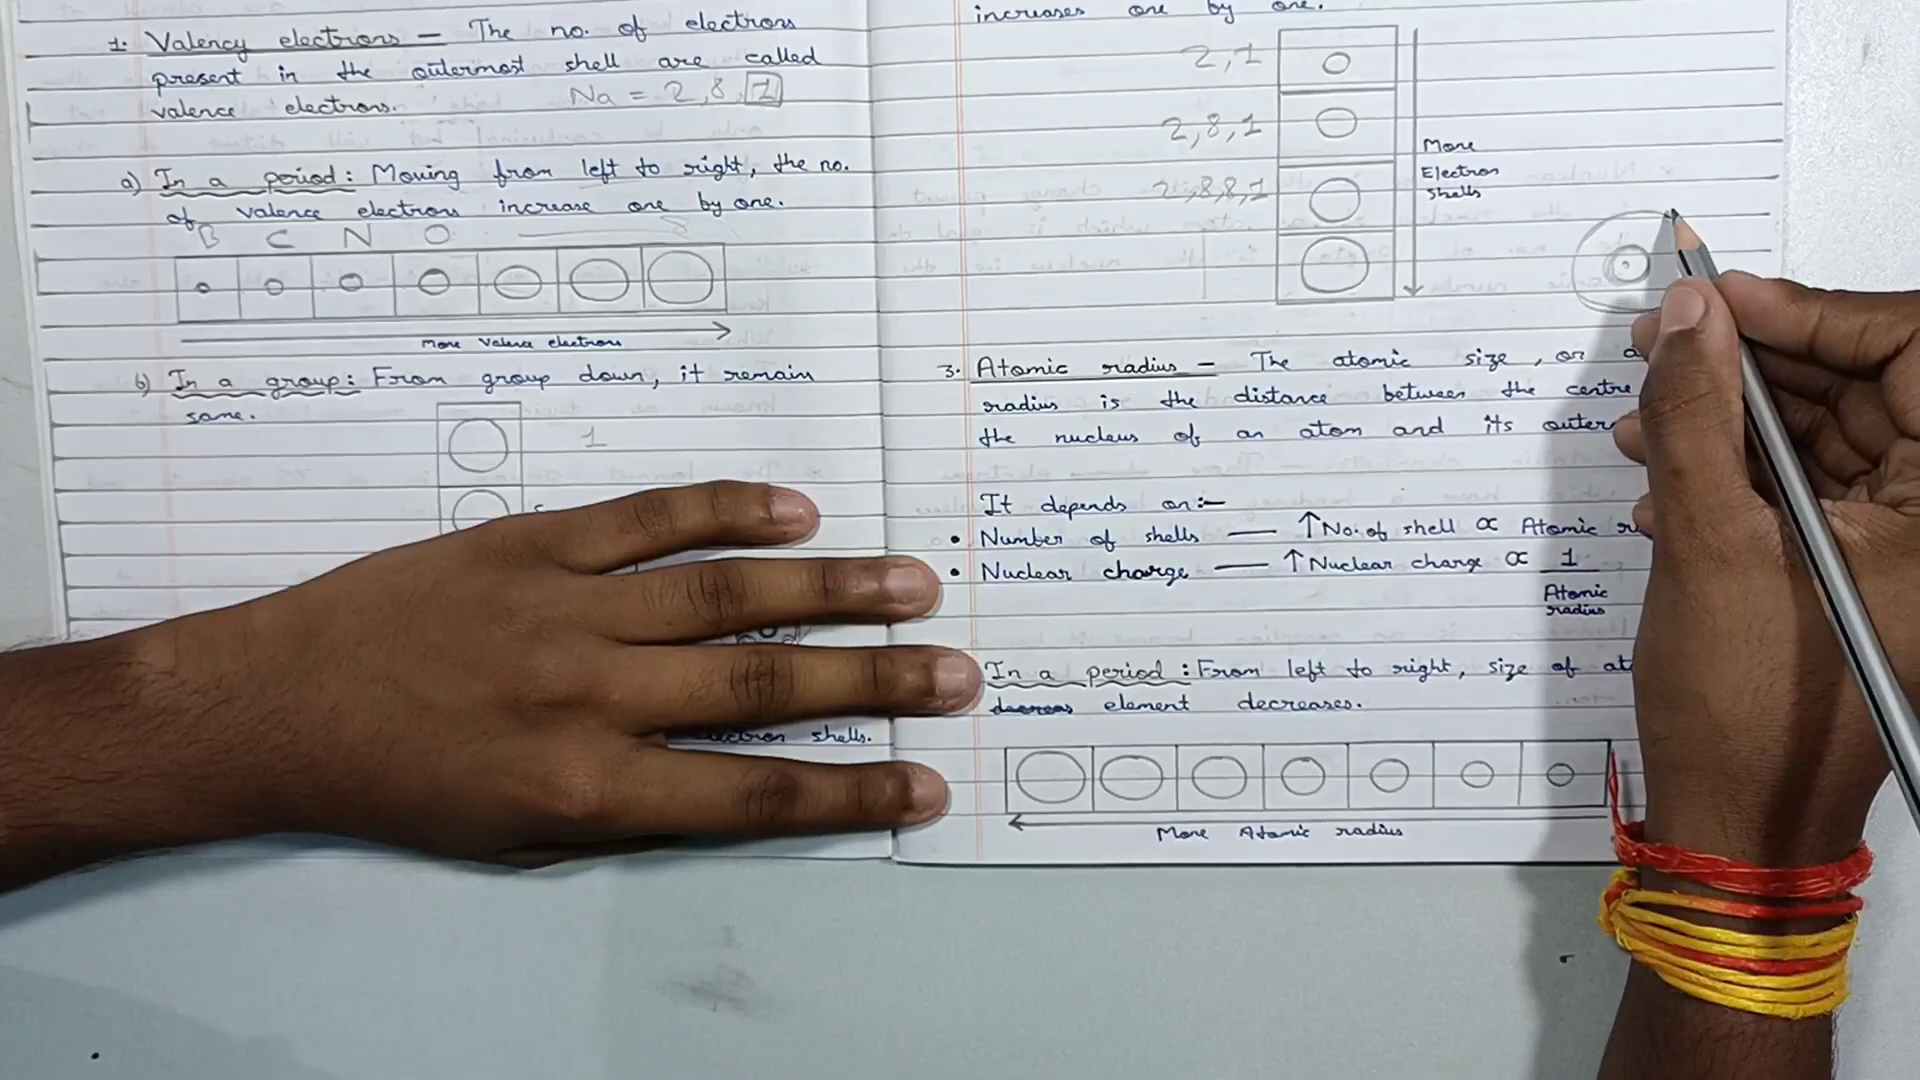 1. Valency electrons — The no. of electrons
present in the outermost shell are called
valence electrons. Na = 2,8,1
a) In a period: Moving from left to right, the no.
of valence electrons increase one by one.
B C N O 8
More Valence electrons
b) In a group: From group down, it remain
same.
1
shells.
increases one by one.
2,1
2,8,1
2,8,8,1
More
Electron
Shells
3. Atomic radius — The atomic size, or
radius is the distance between the centre
the nucleus of an atom and its
It depends on:-
• Number of shells — ↑No. of shell ∝ Atomic
• Nuclear charge — ↑Nuclear charge ∝ 1
Atomic
radius
In a period: From left to right, size of
element decreases.
More Atomic radius